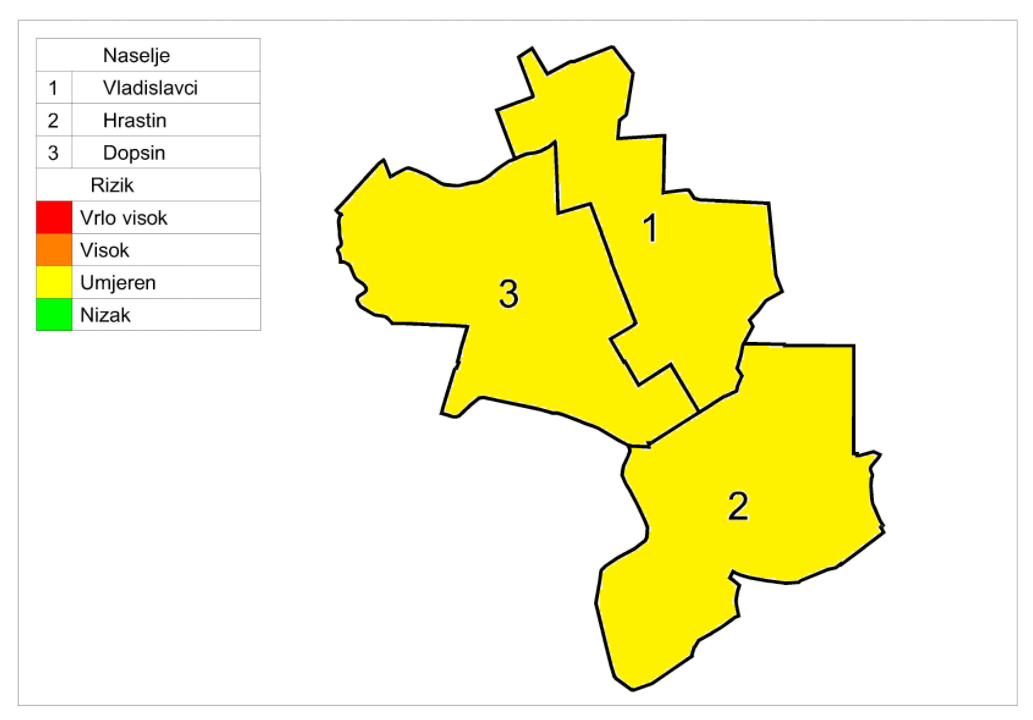 Naselje
1 Vladislavci
2 Hrastin
3 Dopsin
Rizik
Vrlo visok
Visok
Umjeren
Nizak
1
3
2